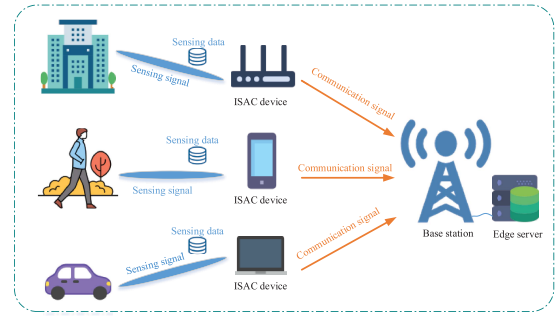 Sensing data
Sensing signal
ISAC device
Communication signal
Sensing data
Sensing signal
ISAC device
Communication signal
Sensing data
Sensing signal
ISAC device
Communication signal
Base station
Edge server